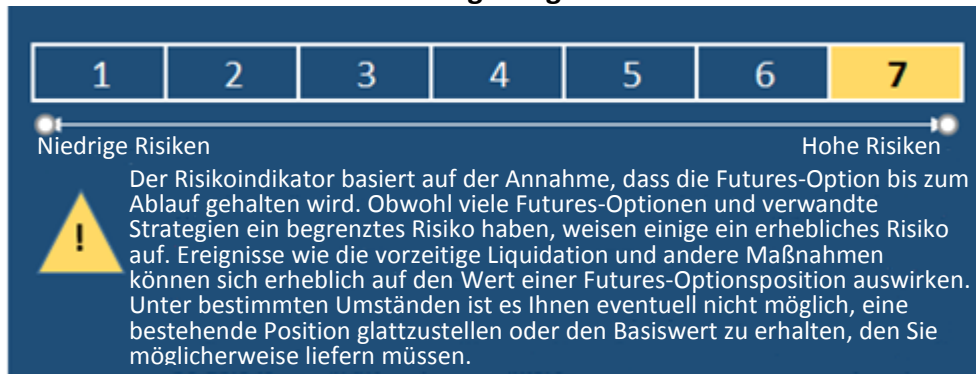 1 2 3 4 5 6 7
Niedrige Risiken Hohe Risiken
Der Risikoindikator basiert auf der Annahme, dass die Futures-Option bis zum
Ablauf gehalten wird. Obwohl viele Futures-Optionen und verwandte
Strategien ein begrenztes Risiko haben, weisen einige ein erhebliches Risiko
! auf. Ereignisse wie die vorzeitige Liquidation und andere Maßnahmen
können sich erheblich auf den Wert einer Futures-Optionsposition auswirken.
Unter bestimmten Umständen ist es Ihnen eventuell nicht möglich, eine
bestehende Position glattzustellen oder den Basiswert zu erhalten, den Sie
möglicherweise liefern müssen.